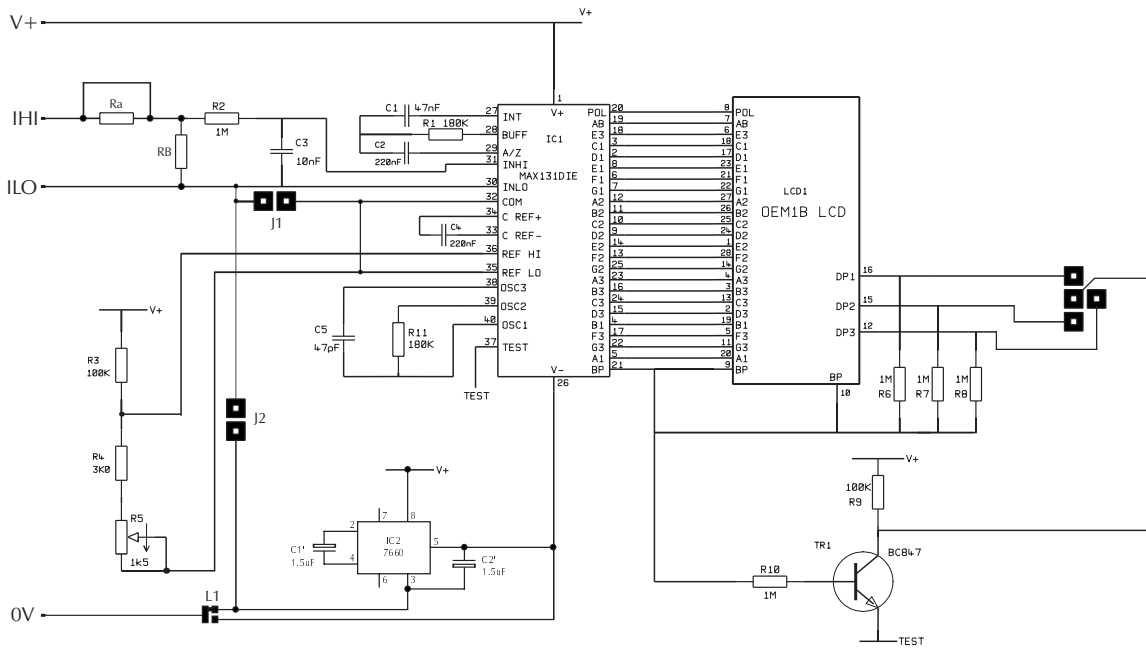 V+
V+
IHI
Ra
R2
1M
RB
C3
10nF
ILO
J1
C1
47nF
R1 180K
C2
220nF
C4
220nF
27
28
29
31
30
32
34
33
36
35
38
39
40
37
INT
BUFF
A/Z
INHI
INLO
COM
C REF+
C REF-
REF HI
REF LO
OSC3
OSC2
OSC1
TEST
1
V+
IC1
MAX131DIE
V-
26
POL 20 8 POL
AB 19 7 AB
E3 18 6 E3
C1 3 18 C1
D1 2 17 D1
E1 8 23 E1
F1 6 21 F1
G1 7 22 G1
A2 12 27 A2
B2 11 26 B2
C2 10 25 C2
D2 9 24 D2
E2 14 1 E2
F2 13 28 F2
G2 25 14 G2
A3 23 4 A3
B3 16 3 B3
C3 24 13 C3
D3 15 2 D3
B1 4 19 B1
F3 17 5 F3
G3 22 11 G3
A1 5 20 A1
BP 21 9 BP
LCD1
OEM1B LCD
DP1 16
DP2 15
DP3 12
BP
10
1M
R6
1M
R7
1M
R8
C5
47pF
R11
180K
TEST
V+
R3
100K
R4
3K0
R5
1k5
J2
V+
7
8
2
IC2
7660
5
4
6
3
C1'
1.5uF
C2'
1.5uF
L1
0V
V+
100K
R9
TR1
BC847
R10
1M
TEST